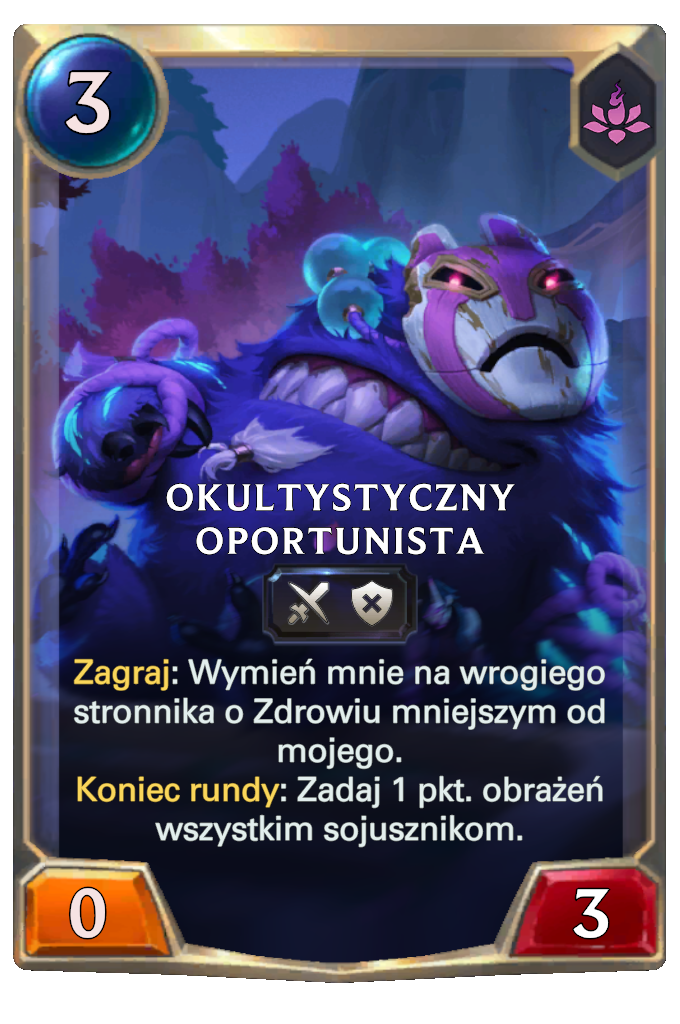 3
OKULTYSTYCZNY
OPORTUNISTA
Zagraj: Wymień mnie na wrogiego
stronnika o Zdrowiu mniejszym od
mojego.
Koniec rundy: Zadaj 1 pkt. obrażeń
wszystkim sojusznikom.
0
3